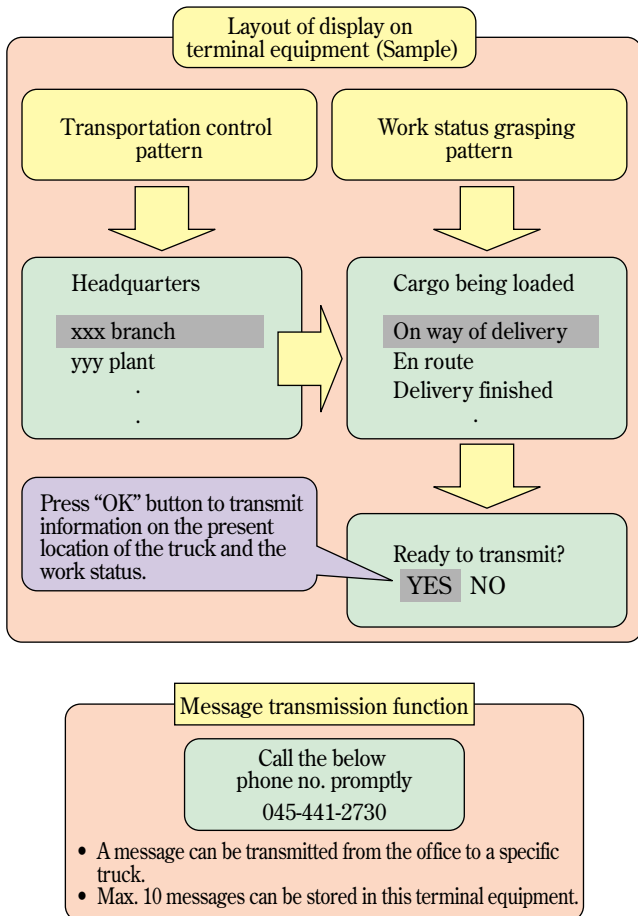 Layout of display on
terminal equipment (Sample)
Transportation control
pattern
Work status grasping
pattern
Headquarters
xxx branch
yyy plant
.
.
Cargo being loaded
On way of delivery
En route
Delivery finished
.
Press “OK” button to transmit
information on the present
location of the truck and the
work status.
Ready to transmit?
YES NO
Message transmission function
Call the below
phone no. promptly
045-441-2730
• A message can be transmitted from the office to a specific
truck.
• Max. 10 messages can be stored in this terminal equipment.